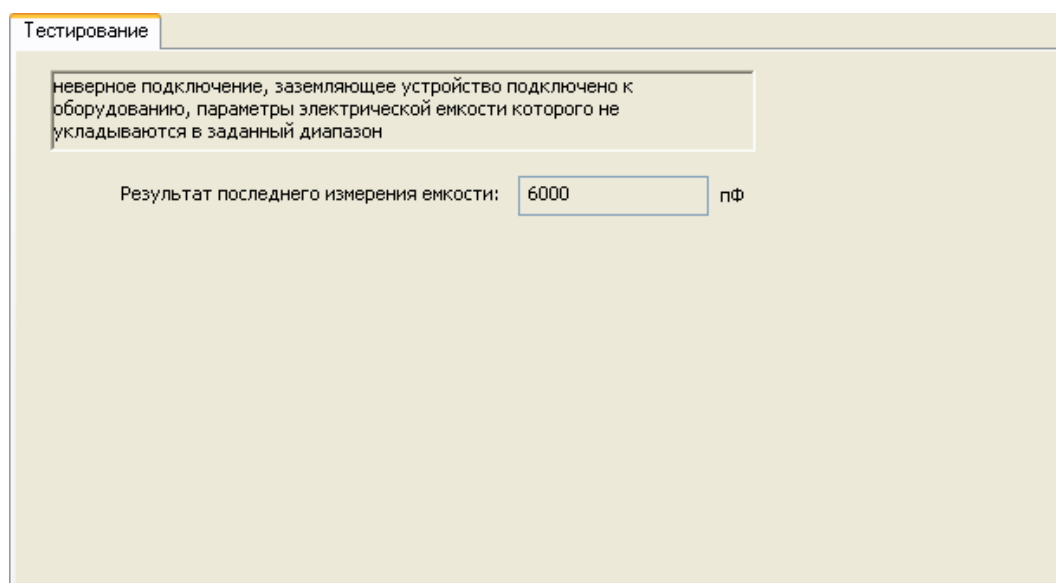 Тестирование
неверное подключение, заземляющее устройство подключено к
оборудованию, параметры электрической емкости которого не
укладываются в заданный диапазон
Результат последнего измерения емкости: 6000 пФ